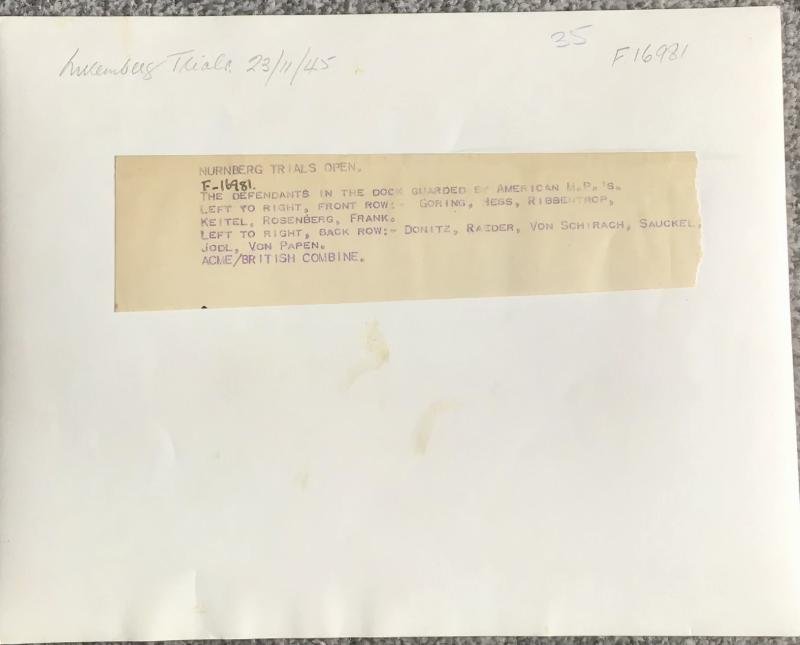 35
F16981
Nuremberg Trials. 23/11/45
NURNBERG TRIALS OPEN.
F-16981.
THE DEFENDANTS IN THE DOCK GUARDED BY AMERICAN M.P.'S.
LEFT TO RIGHT, FRONT ROW:- GORING, HESS, RIBBENTROP,
KEITEL, ROSENBERG, FRANK.
LEFT TO RIGHT, BACK ROW:- DONITZ, RAEDER, VON SCHIRACH, SAUCKEL,
JODL, VON PAPEN.
ACME/BRITISH COMBINE.